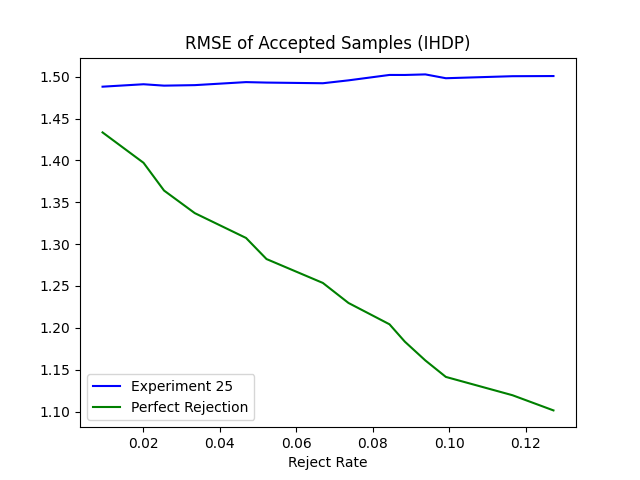 RMSE of Accepted Samples (IHDP)
1.50
1.45
1.40
1.35
1.30
1.25
1.20
1.15
1.10
Experiment 25
Perfect Rejection
0.02 0.04 0.06 0.08 0.10 0.12
Reject Rate